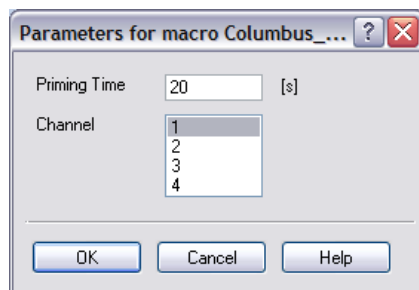 Parameters for macro Columbus_... ?
Priming Time 20 [s]
Channel 1
2
3
4
OK Cancel Help